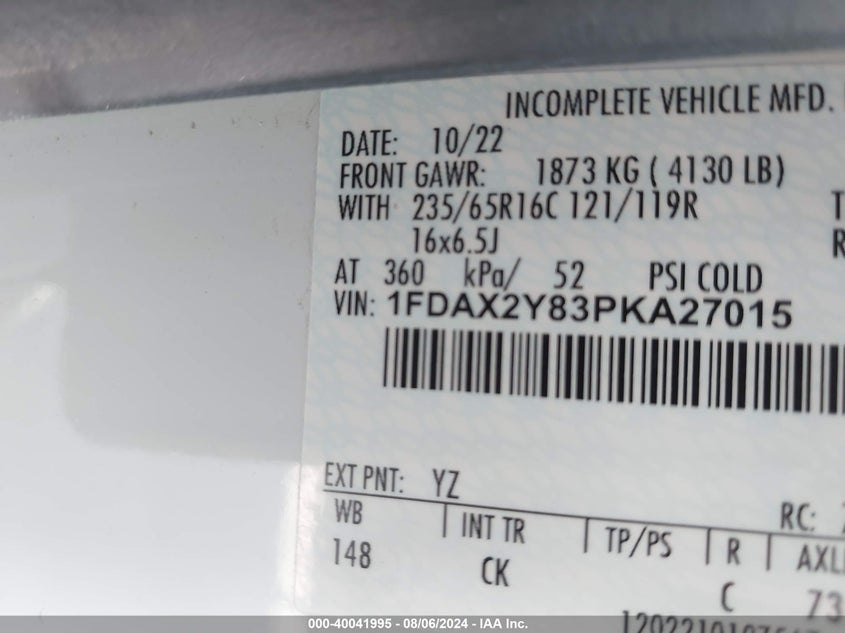 INCOMPLETE VEHICLE MFD.
DATE: 10/22
FRONT GAWR: 1873 KG ( 4130 LB)
WITH 235/65R16C 121/119R
16x6.5J
AT 360 kPa/ 52 PSI COLD
VIN: 1FDAX2Y83PKA27015
EXT PNT: YZ RC:
WB INT TR TP/PS R
148 CK C 73
000-40041995 - 08/06/2024 - IAA Inc.